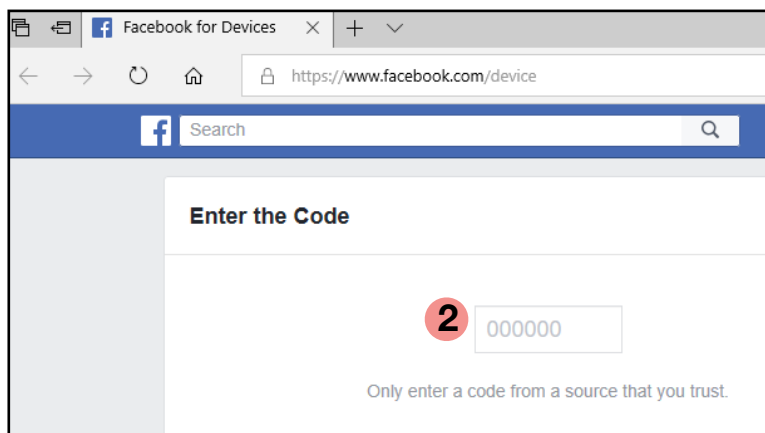 Facebook for Devices
https://www.facebook.com/device
Search
Enter the Code
2
000000
Only enter a code from a source that you trust.